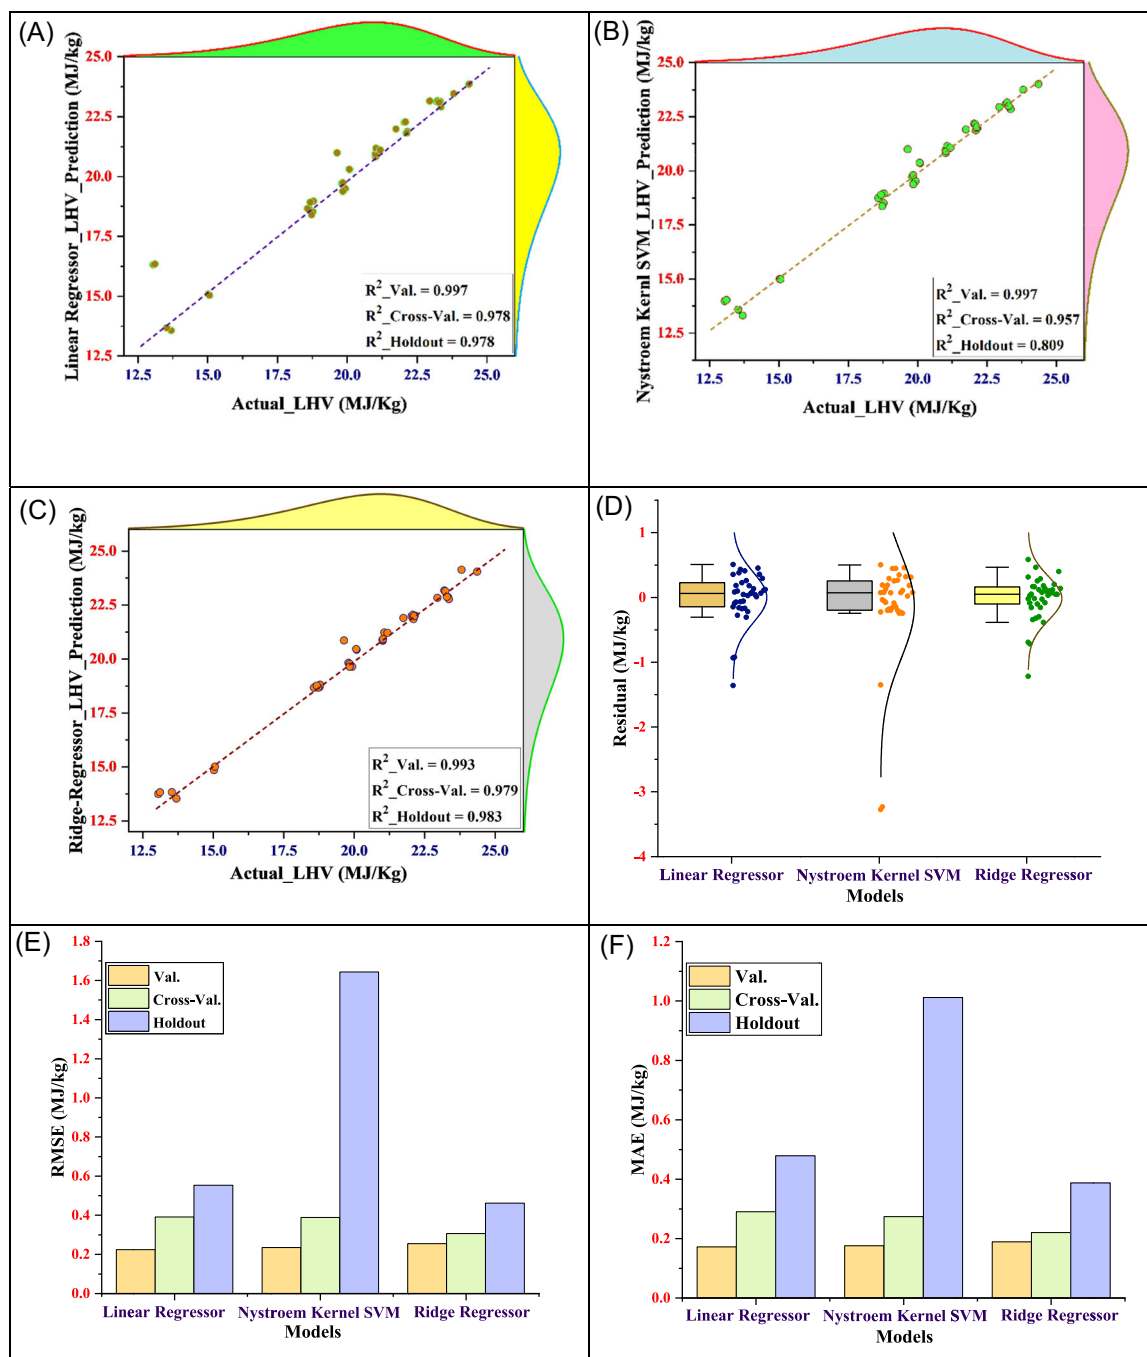 (A)
Linear Regressor_LHV_Prediction (MJ/kg)
25.0
22.5
20.0
17.5
15.0
12.5
R²_Val. = 0.997
R²_Cross-Val. = 0.978
R²_Holdout = 0.978
12.5 15.0 17.5 20.0 22.5 25.0
Actual_LHV (MJ/Kg)
(B)
Nystroem Kernl SVM_LHV_Prediction (MJ/kg)
25.0
22.5
20.0
17.5
15.0
12.5
R²_Val. = 0.997
R²_Cross-Val. = 0.957
R²_Holdout = 0.809
12.5 15.0 17.5 20.0 22.5 25.0
Actual_LHV (MJ/Kg)
(C)
Ridge-Regressor_LHV_Prediction (MJ/kg)
25.0
22.5
20.0
17.5
15.0
12.5
R²_Val. = 0.993
R²_Cross-Val. = 0.979
R²_Holdout = 0.983
12.5 15.0 17.5 20.0 22.5 25.0
Actual_LHV (MJ/Kg)
(D)
Residual (MJ/kg)
1
0
-1
-2
-3
-4
Linear Regressor Nystroem Kernel SVM Ridge Regressor
Models
(E)
RMSE (MJ/kg)
1.8
1.6
1.4
1.2
1.0
0.8
0.6
0.4
0.2
0.0
Val.
Cross-Val.
Holdout
Linear Regressor Nystroem Kernel SVM Ridge Regressor
Models
(F)
MAE (MJ/kg)
1.2
1.0
0.8
0.6
0.4
0.2
0.0
Val.
Cross-Val.
Holdout
Linear Regressor Nystroem Kernel SVM Ridge Regressor
Models